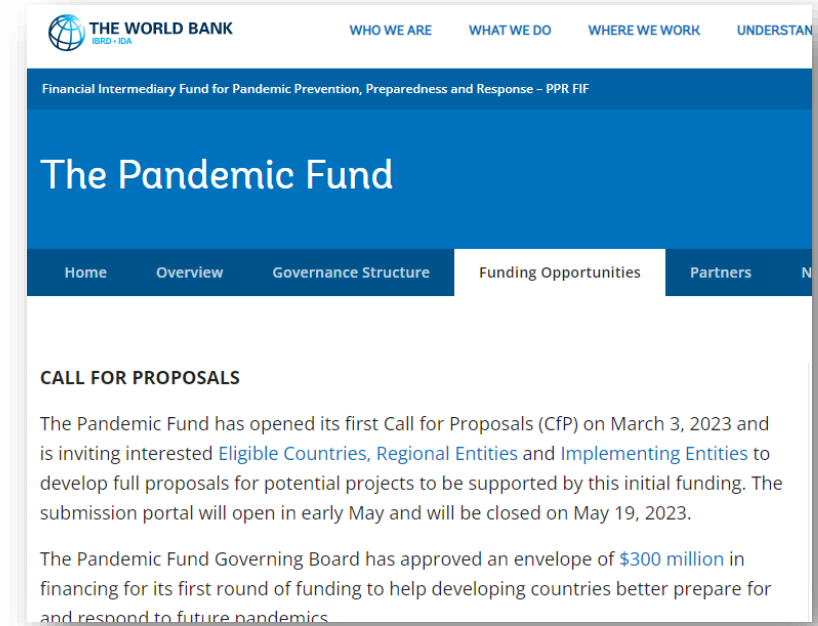 THE WORLD BANK
IBRD • IDA
WHO WE ARE WHAT WE DO WHERE WE WORK UNDERSTAN
Financial Intermediary Fund for Pandemic Prevention, Preparedness and Response – PPR FIF
The Pandemic Fund
Home Overview Governance Structure Funding Opportunities Partners N
CALL FOR PROPOSALS
The Pandemic Fund has opened its first Call for Proposals (CfP) on March 3, 2023 and
is inviting interested Eligible Countries, Regional Entities and Implementing Entities to
develop full proposals for potential projects to be supported by this initial funding. The
submission portal will open in early May and will be closed on May 19, 2023.
The Pandemic Fund Governing Board has approved an envelope of $300 million in
financing for its first round of funding to help developing countries better prepare for
and respond to future pandemics